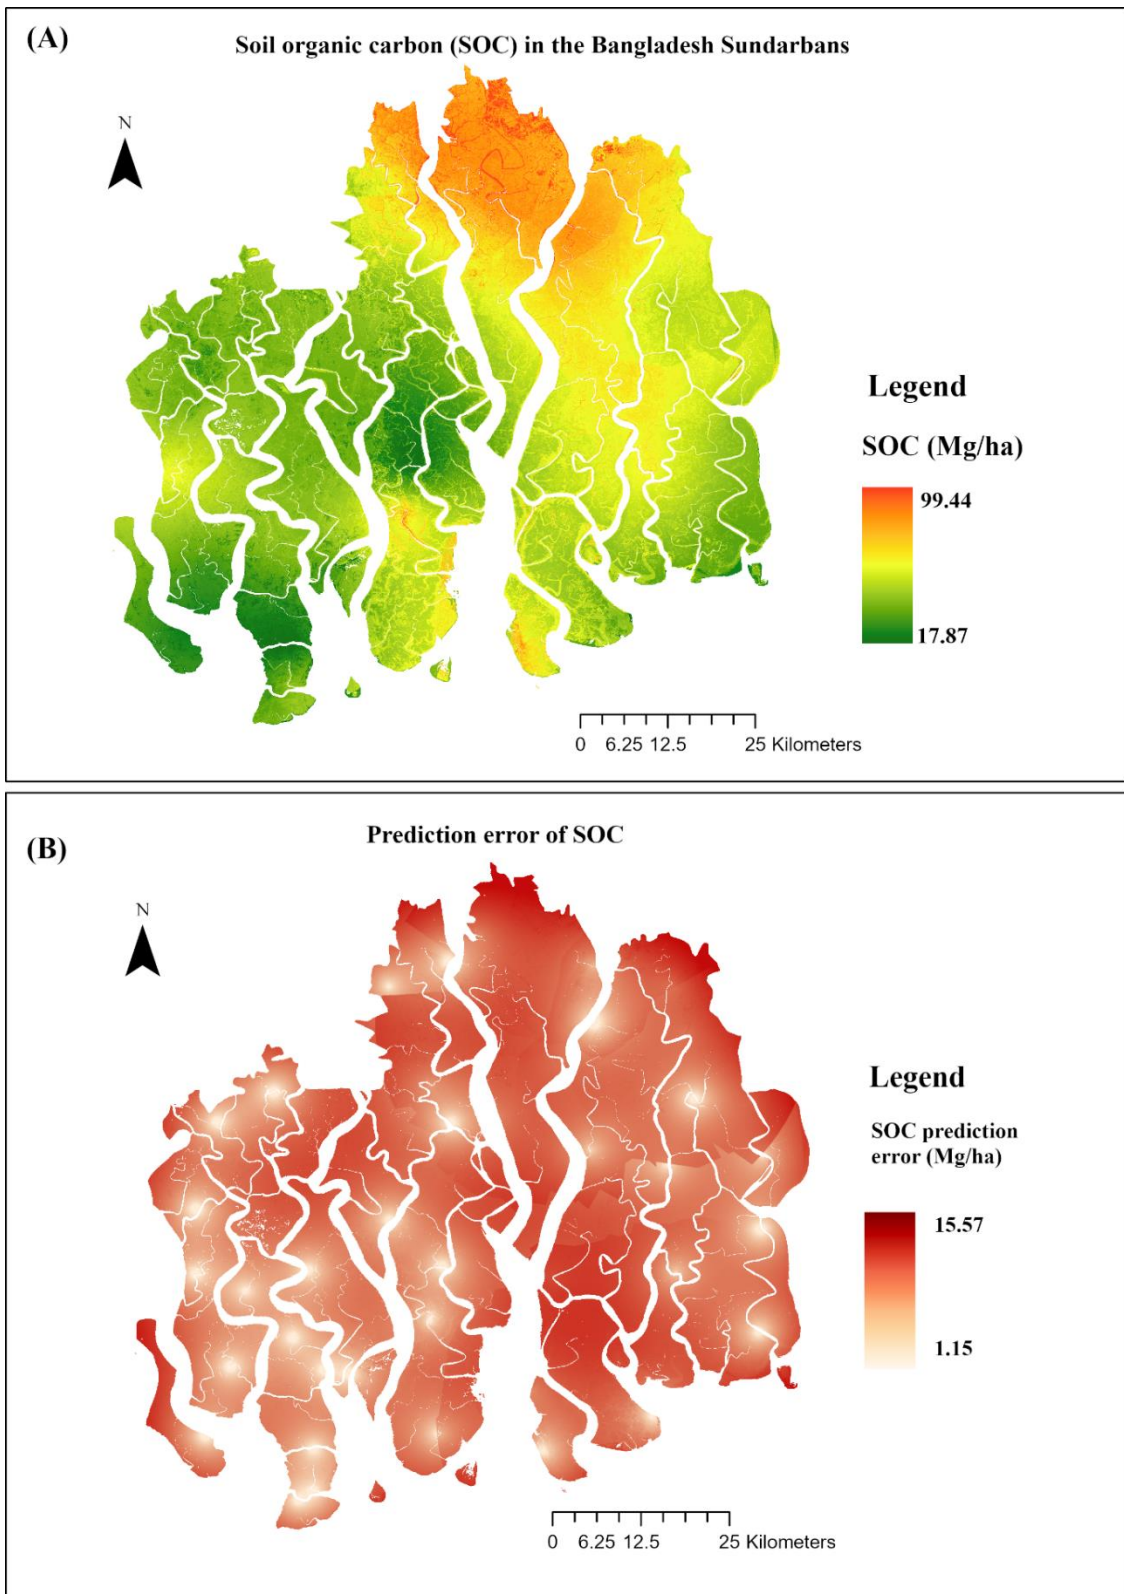 (A)
Soil organic carbon (SOC) in the Bangladesh Sundarbans
N
Legend
SOC (Mg/ha)
99.44
17.87
0 6.25 12.5 25 Kilometers
(B)
Prediction error of SOC
N
Legend
SOC prediction
error (Mg/ha)
15.57
1.15
0 6.25 12.5 25 Kilometers